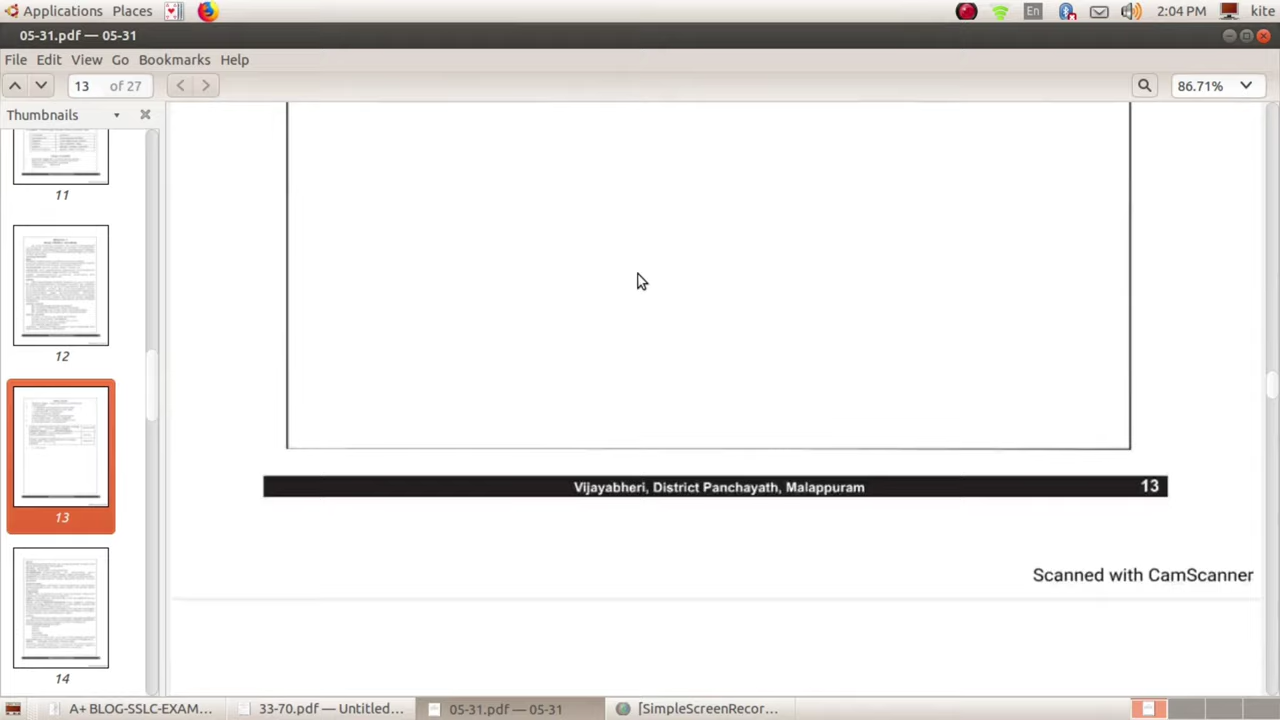 Applications Places En 2:04 PM kite
05-31.pdf — 05-31
File Edit View Go Bookmarks Help
13 of 27 86.71%
Thumbnails
11
12
13
14
Vijayabheri, District Panchayath, Malappuram 13
Scanned with CamScanner
A+ BLOG-SSLC-EXAM... 33-70.pdf — Untitled... 05-31.pdf — 05-31 [SimpleScreenRecor...